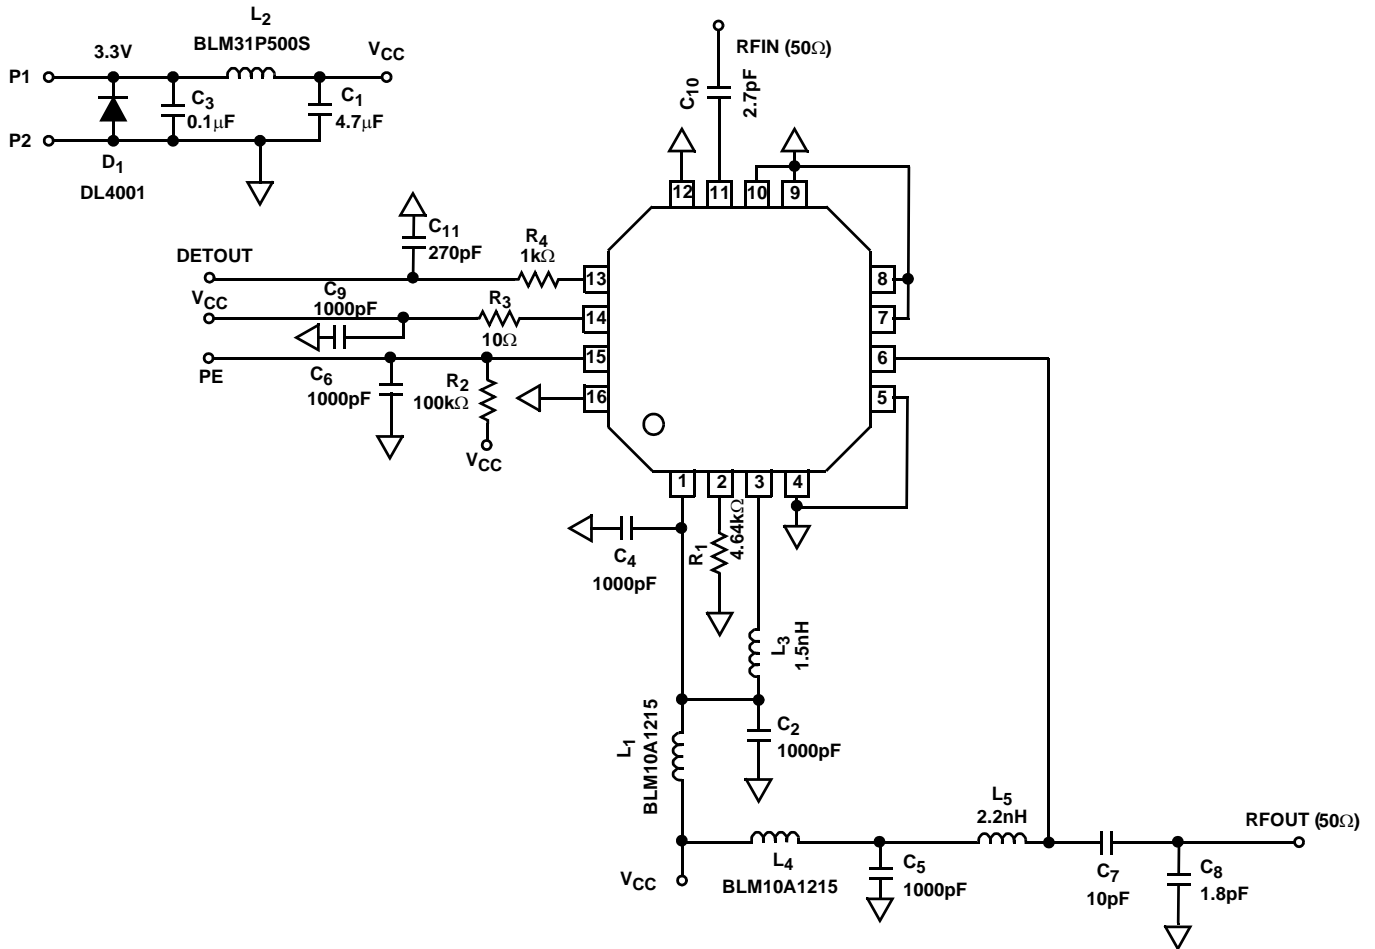 L2
BLM31P500S
3.3V
VCC
P1
C3
0.1μF
C1
4.7μF
P2
D1
DL4001
RFIN (50Ω)
C10
2.7pF
12
11
10
9
C11
270pF
R4
1kΩ
DETOUT
13
8
VCC
C9
1000pF
R3
10Ω
14
7
PE
15
6
C6
1000pF
R2
100kΩ
VCC
16
5
1
2
3
4
C4
1000pF
R1
4.64kΩ
L3
1.5nH
L1
BLM10A1215
C2
1000pF
VCC
L4
BLM10A1215
C5
1000pF
L5
2.2nH
C7
10pF
C8
1.8pF
RFOUT (50Ω)